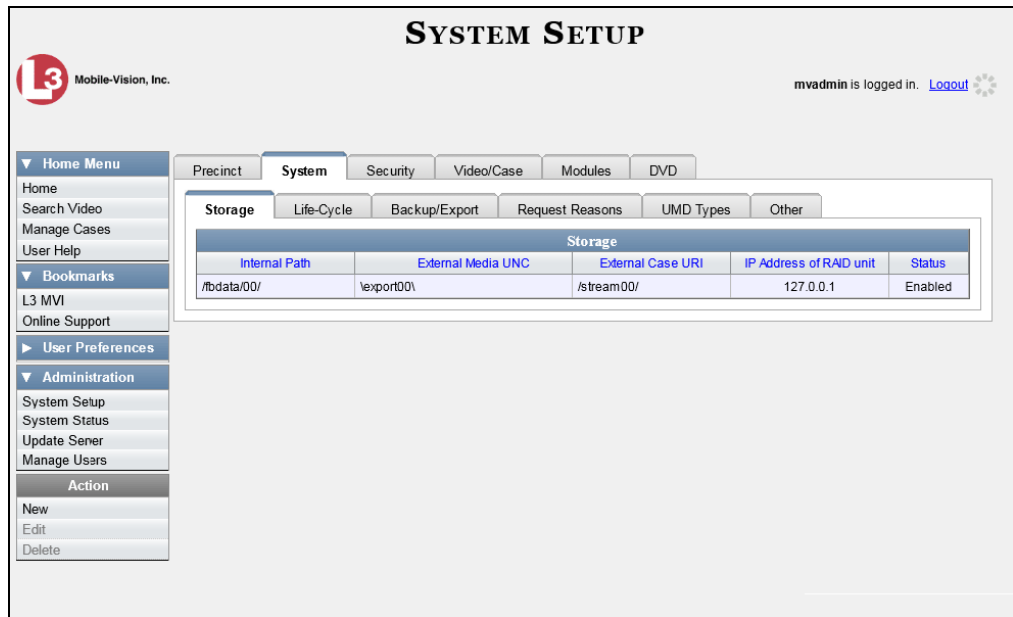 SYSTEM SETUP
L3 Mobile-Vision, Inc.
mvadmin is logged in. Logout
▼ Home Menu
Home
Search Video
Manage Cases
User Help
▼ Bookmarks
L3 MVI
Online Support
▶ User Preferences
▼ Administration
System Setup
System Status
Update Server
Manage Users
Action
New
Edit
Delete
Precinct System Security Video/Case Modules DVD
Storage Life-Cycle Backup/Export Request Reasons UMD Types Other
Storage
Internal Path External Media UNC External Case URI IP Address of RAID unit Status
/fbdata/00/ \export00\ /stream00/ 127.0.0.1 Enabled